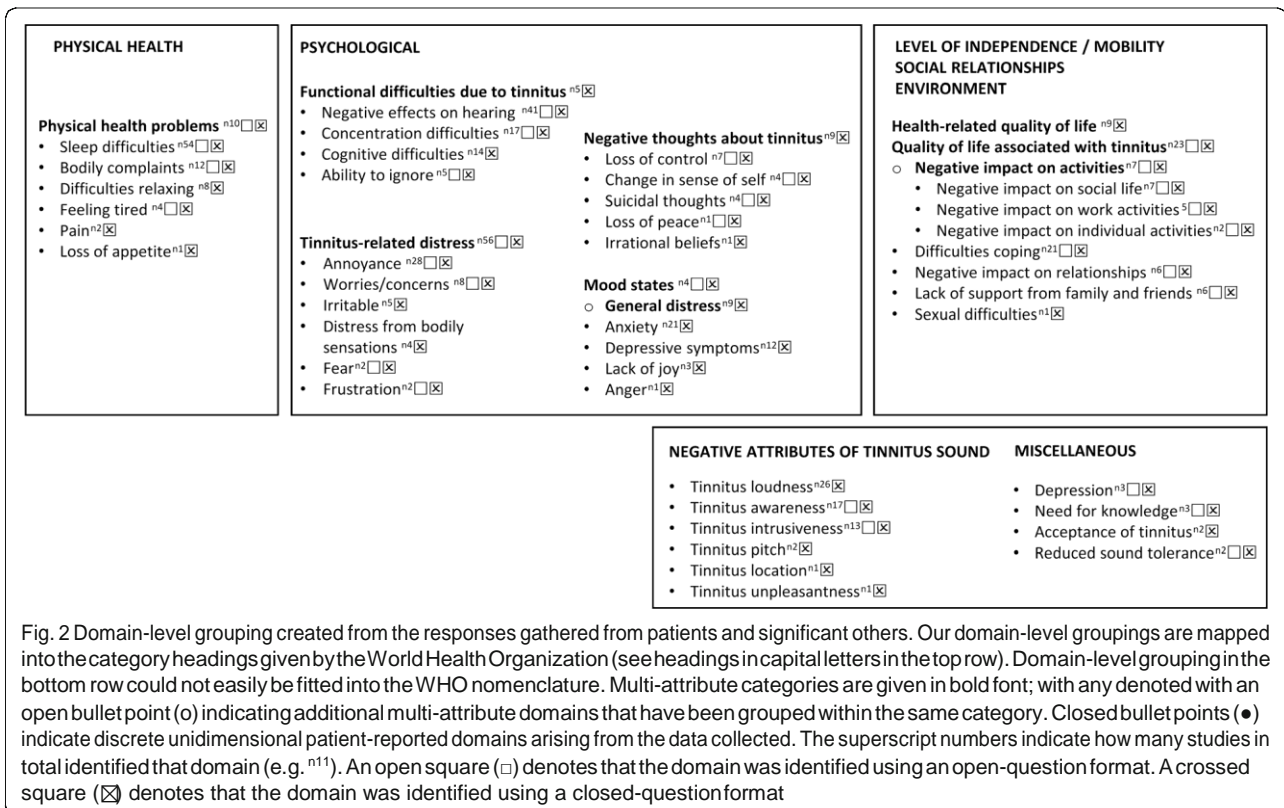 PHYSICAL HEALTH
Physical health problems n10□☒
• Sleep difficulties n54□☒
• Bodily complaints n12□☒
• Difficulties relaxing n8☒
• Feeling tired n4□☒
• Pain n2☒
• Loss of appetite n1☒
PSYCHOLOGICAL
Functional difficulties due to tinnitus n5☒
• Negative effects on hearing n41□☒
• Concentration difficulties n17□☒
• Cognitive difficulties n14☒
• Ability to ignore n5□☒
Tinnitus-related distress n56□☒
• Annoyance n28□☒
• Worries/concerns n8□☒
• Irritable n5☒
• Distress from bodily
sensations n4☒
• Fear n2□☒
• Frustration n2□☒
Negative thoughts about tinnitus n9☒
• Loss of control n7□☒
• Change in sense of self n4□☒
• Suicidal thoughts n4□☒
• Loss of peace n1□☒
• Irrational beliefs n1☒
Mood states n4□☒
o General distress n9☒
• Anxiety n21☒
• Depressive symptoms n12☒
• Lack of joy n3☒
• Anger n1☒
LEVEL OF INDEPENDENCE / MOBILITY
SOCIAL RELATIONSHIPS
ENVIRONMENT
Health-related quality of life n9☒
Quality of life associated with tinnitus n23□☒
o Negative impact on activities n7□☒
• Negative impact on social life n7□☒
• Negative impact on work activities 5□☒
• Negative impact on individual activities n2□☒
• Difficulties coping n21□☒
• Negative impact on relationships n6□☒
• Lack of support from family and friends n6□☒
• Sexual difficulties n1☒
NEGATIVE ATTRIBUTES OF TINNITUS SOUND
• Tinnitus loudness n26☒
• Tinnitus awareness n17□☒
• Tinnitus intrusiveness n13□☒
• Tinnitus pitch n2☒
• Tinnitus location n1☒
• Tinnitus unpleasantness n1☒
MISCELLANEOUS
• Depression n3□☒
• Need for knowledge n3□☒
• Acceptance of tinnitus n2☒
• Reduced sound tolerance n2□☒
Fig. 2 Domain-level grouping created from the responses gathered from patients and significant others. Our domain-level groupings are mapped
into the category headings given by the World Health Organization (see headings in capital letters in the top row). Domain-level grouping in the
bottom row could not easily be fitted into the WHO nomenclature. Multi-attribute categories are given in bold font; with any denoted with an
open bullet point (o) indicating additional multi-attribute domains that have been grouped within the same category. Closed bullet points (●)
indicate discrete unidimensional patient-reported domains arising from the data collected. The superscript numbers indicate how many studies in
total identified that domain (e.g. n11). An open square (□) denotes that the domain was identified using an open-question format. A crossed
square (☒) denotes that the domain was identified using a closed-question format